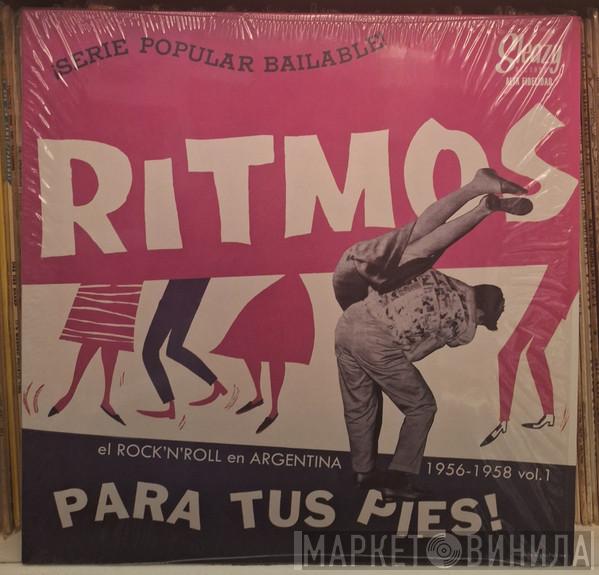 ¡SERIE POPULAR BAILABLE!
Sleazy
ALTA FIDELIDAD
RITMOS
el ROCK'N'ROLL en ARGENTINA
1956-1958 vol.1
PARA TUS PIES!
МАРКЕТ ВИНИЛА